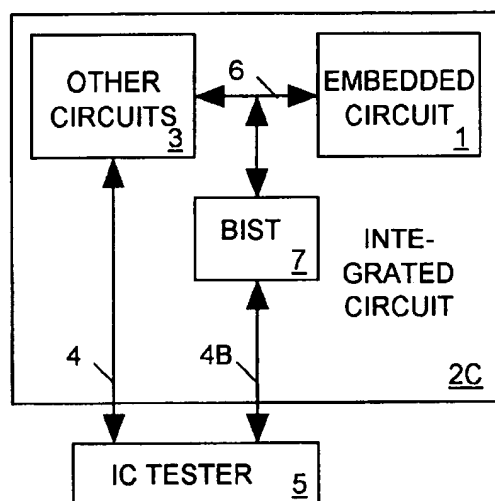 OTHER
CIRCUITS
3
6
EMBEDDED
CIRCUIT
1
BIST
7
INTE-
GRATED
CIRCUIT
4
4B
2C
IC TESTER
5